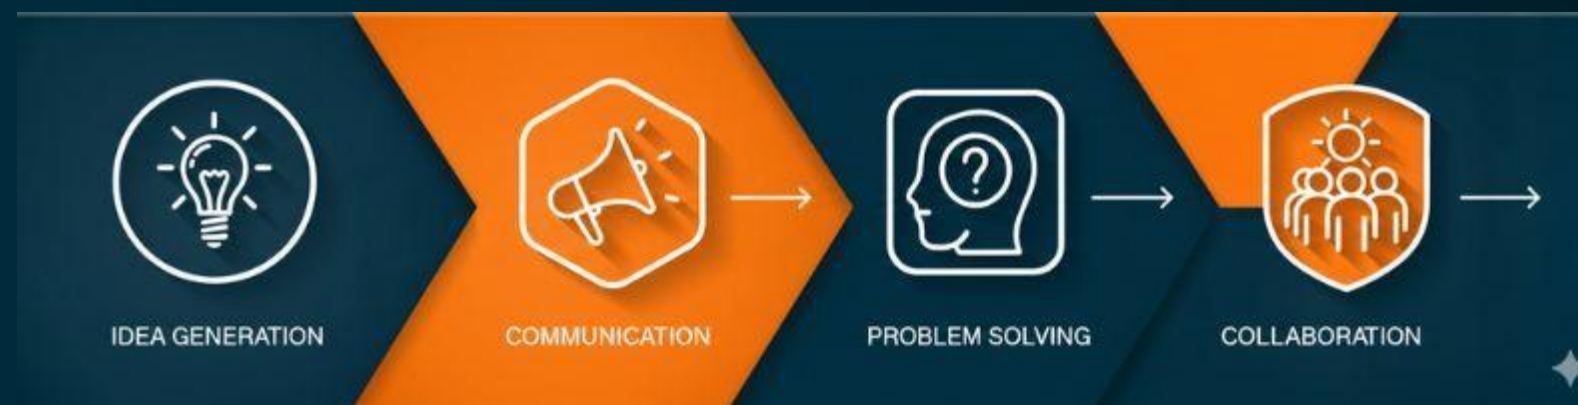 IDEA GENERATION
COMMUNICATION
PROBLEM SOLVING
COLLABORATION